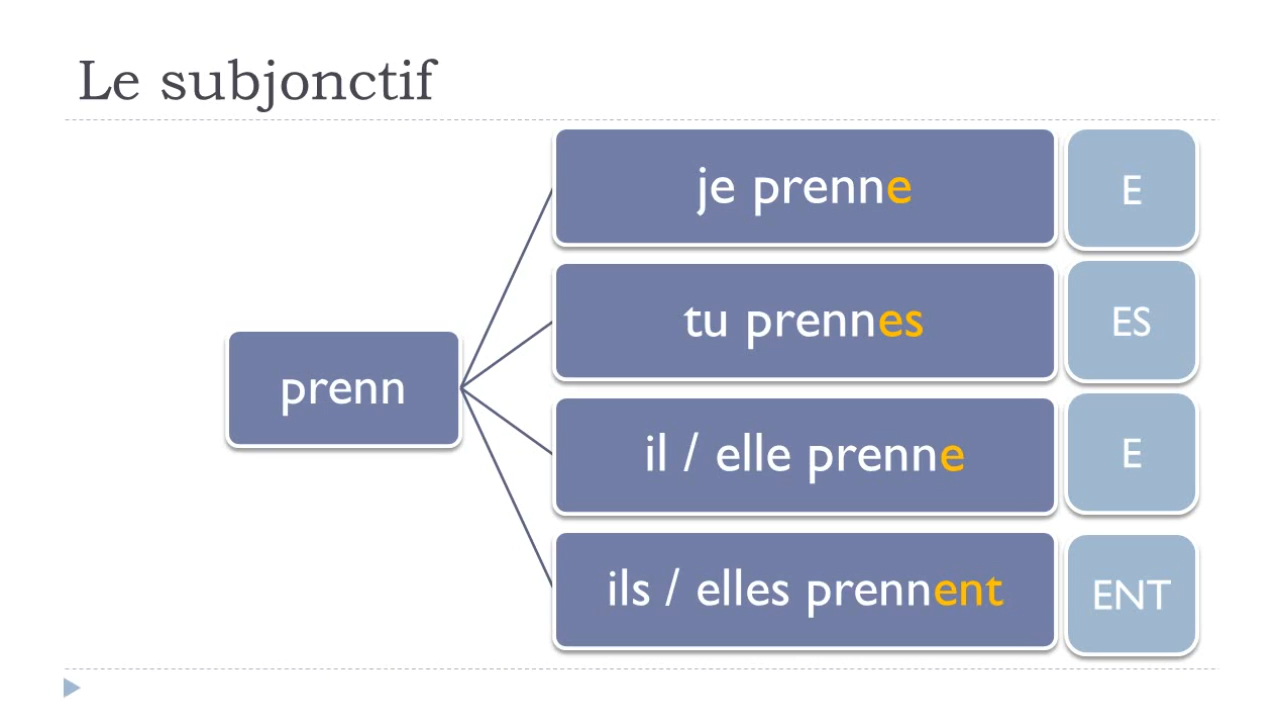 Le subjonctif
prenn
je prenne
E
tu prennes
ES
il / elle prenne
E
ils / elles prennent
ENT